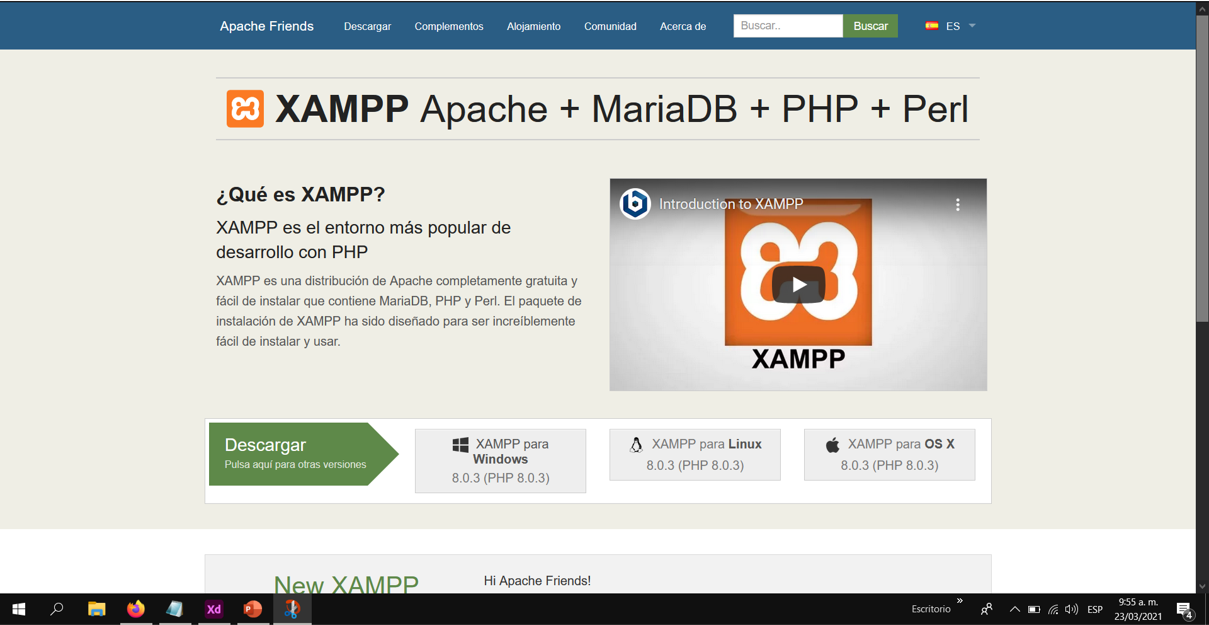 Apache Friends Descargar Complementos Alojamiento Comunidad Acerca de Buscar.. Buscar ES
XAMPP Apache + MariaDB + PHP + Perl
¿Qué es XAMPP?
XAMPP es el entorno más popular de
desarrollo con PHP
XAMPP es una distribución de Apache completamente gratuita y
fácil de instalar que contiene MariaDB, PHP y Perl. El paquete de
instalación de XAMPP ha sido diseñado para ser increíblemente
fácil de instalar y usar.
Introduction to XAMPP
XAMPP
Descargar
Pulsa aquí para otras versiones
XAMPP para
Windows
8.0.3 (PHP 8.0.3)
XAMPP para Linux
8.0.3 (PHP 8.0.3)
XAMPP para OS X
8.0.3 (PHP 8.0.3)
New XAMPP
Hi Apache Friends!
Xd
P
Escritorio
»
ESP
9:55 a. m.
23/03/2021
4